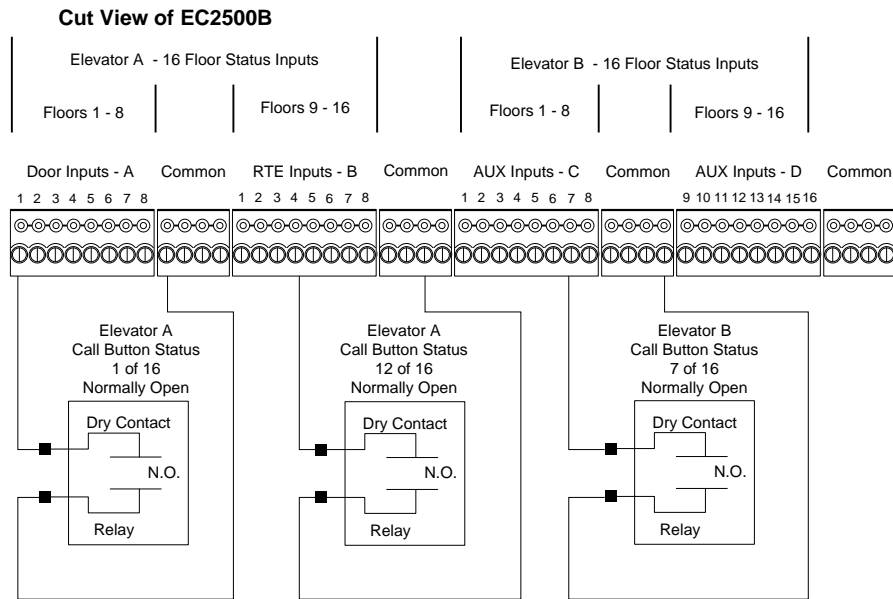 Cut View of EC2500B
Elevator A - 16 Floor Status Inputs
Elevator B - 16 Floor Status Inputs
Floors 1 - 8
Floors 9 - 16
Floors 1 - 8
Floors 9 - 16
Door Inputs - A
Common
RTE Inputs - B
Common
AUX Inputs - C
Common
AUX Inputs - D
Common
1 2 3 4 5 6 7 8
1 2 3 4 5 6 7 8
1 2 3 4 5 6 7 8
9 10 11 12 13 14 15 16
Elevator A
Call Button Status
1 of 16
Normally Open
Dry Contact
N.O.
Relay
Elevator A
Call Button Status
12 of 16
Normally Open
Dry Contact
N.O.
Relay
Elevator B
Call Button Status
7 of 16
Normally Open
Dry Contact
N.O.
Relay